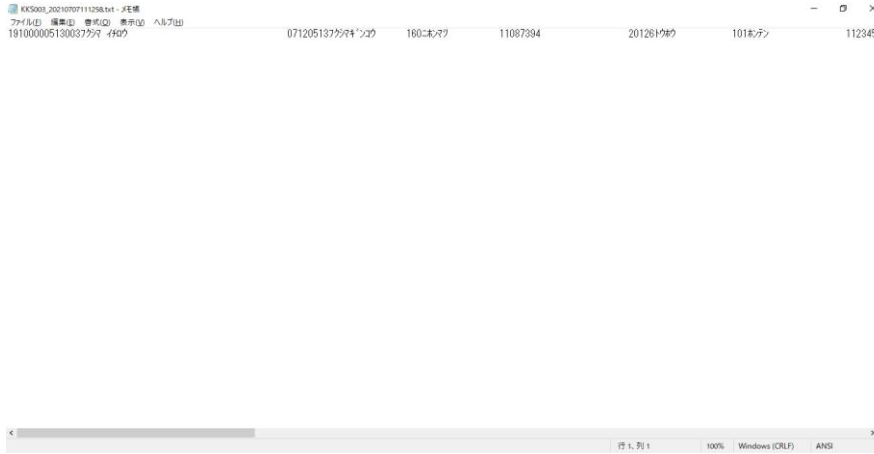 KKS003_20210707111258.txt - メモ帳
ファイル(F) 編集(E) 書式(O) 表示(V) ヘルプ(H)
191000005130037ｸｼﾏ ｲﾁﾛｳ 071205137ｸｼﾏｷﾞﾝｺｳ 160ﾆﾎﾝﾏﾂ 11087394 20126ﾄｳﾎｳ 101ﾎﾝﾃﾝ 112345
行 1、列 1 100% Windows (CRLF) ANSI